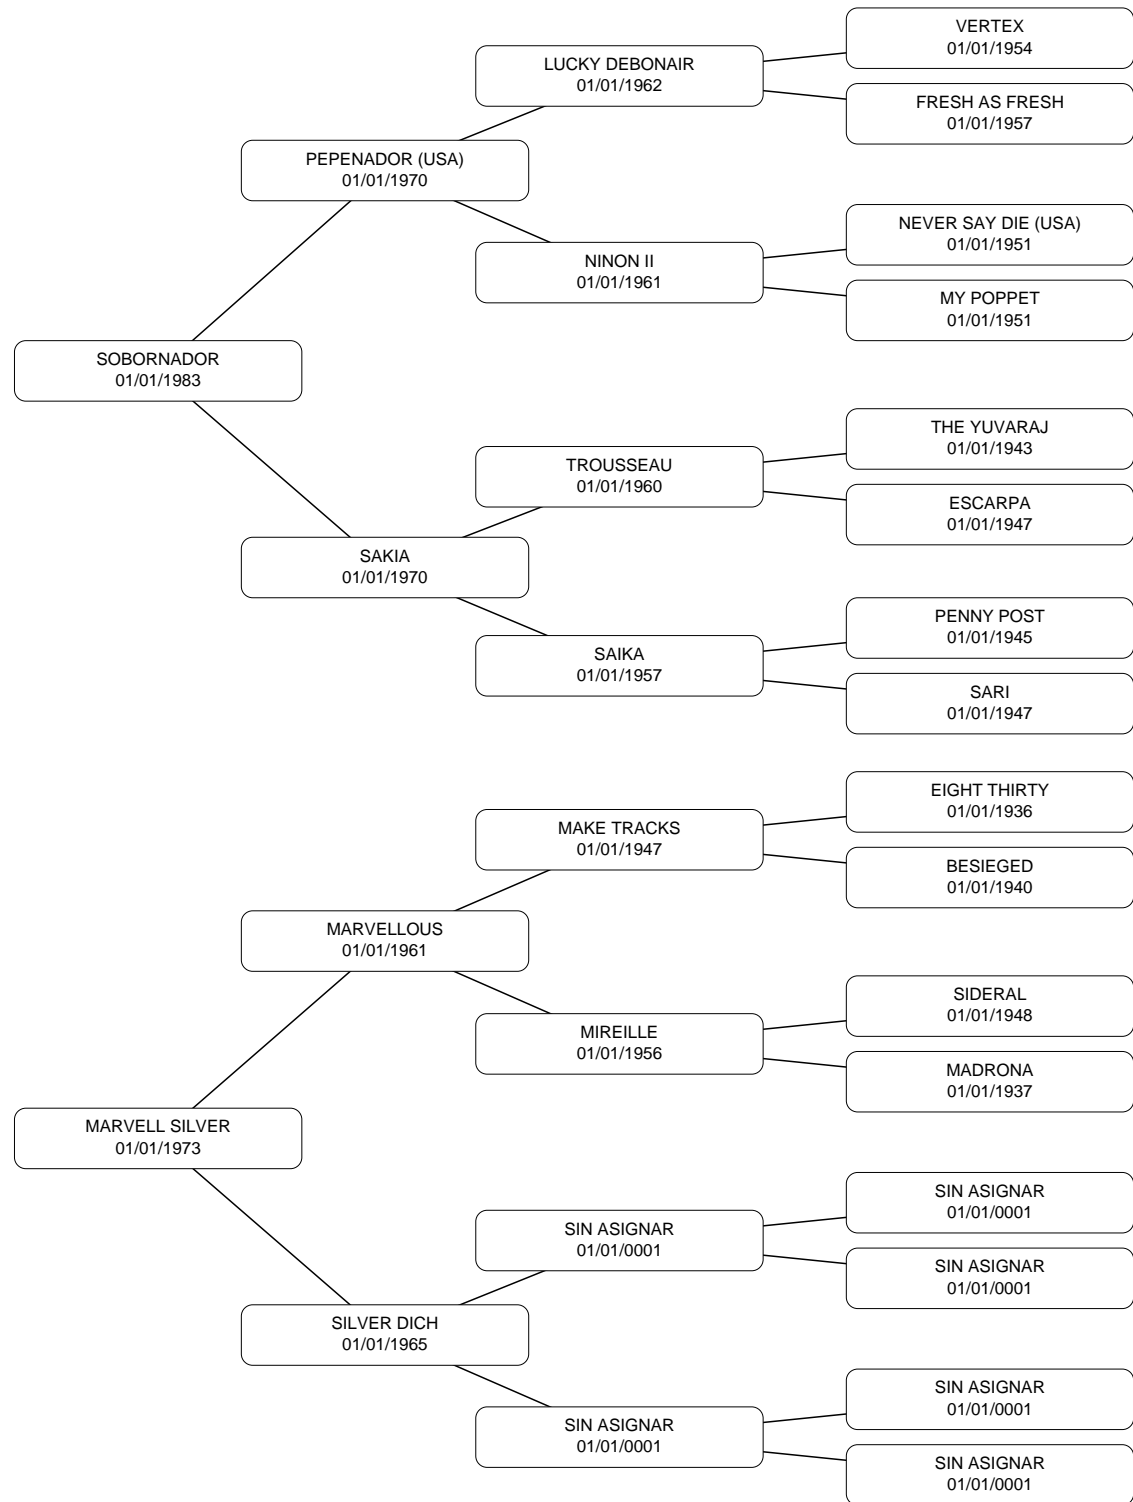 VERTEX
01/01/1954
LUCKY DEBONAIR
01/01/1962
FRESH AS FRESH
01/01/1957
PEPENADOR (USA)
01/01/1970
NEVER SAY DIE (USA)
01/01/1951
NINON II
01/01/1961
MY POPPET
01/01/1951
SOBORNADOR
01/01/1983
THE YUVARAJ
01/01/1943
TROUSSEAU
01/01/1960
ESCARPA
01/01/1947
SAKIA
01/01/1970
PENNY POST
01/01/1945
SAIKA
01/01/1957
SARI
01/01/1947
EIGHT THIRTY
01/01/1936
MAKE TRACKS
01/01/1947
BESIEGED
01/01/1940
MARVELLOUS
01/01/1961
SIDERAL
01/01/1948
MIREILLE
01/01/1956
MADRONA
01/01/1937
MARVELL SILVER
01/01/1973
SIN ASIGNAR
01/01/0001
SIN ASIGNAR
01/01/0001
SIN ASIGNAR
01/01/0001
SILVER DICH
01/01/1965
SIN ASIGNAR
01/01/0001
SIN ASIGNAR
01/01/0001
SIN ASIGNAR
01/01/0001